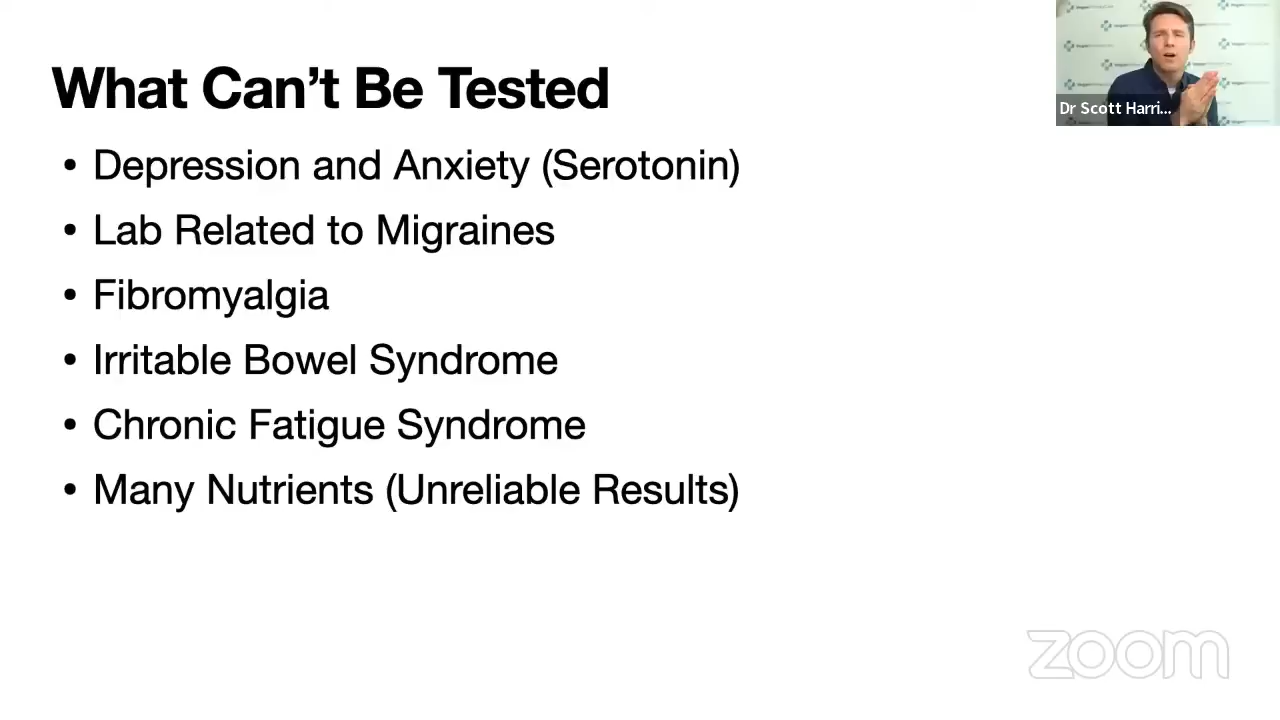 What Can't Be Tested
Dr Scott Harri...
• Depression and Anxiety (Serotonin)
• Lab Related to Migraines
• Fibromyalgia
• Irritable Bowel Syndrome
• Chronic Fatigue Syndrome
• Many Nutrients (Unreliable Results)
zoom